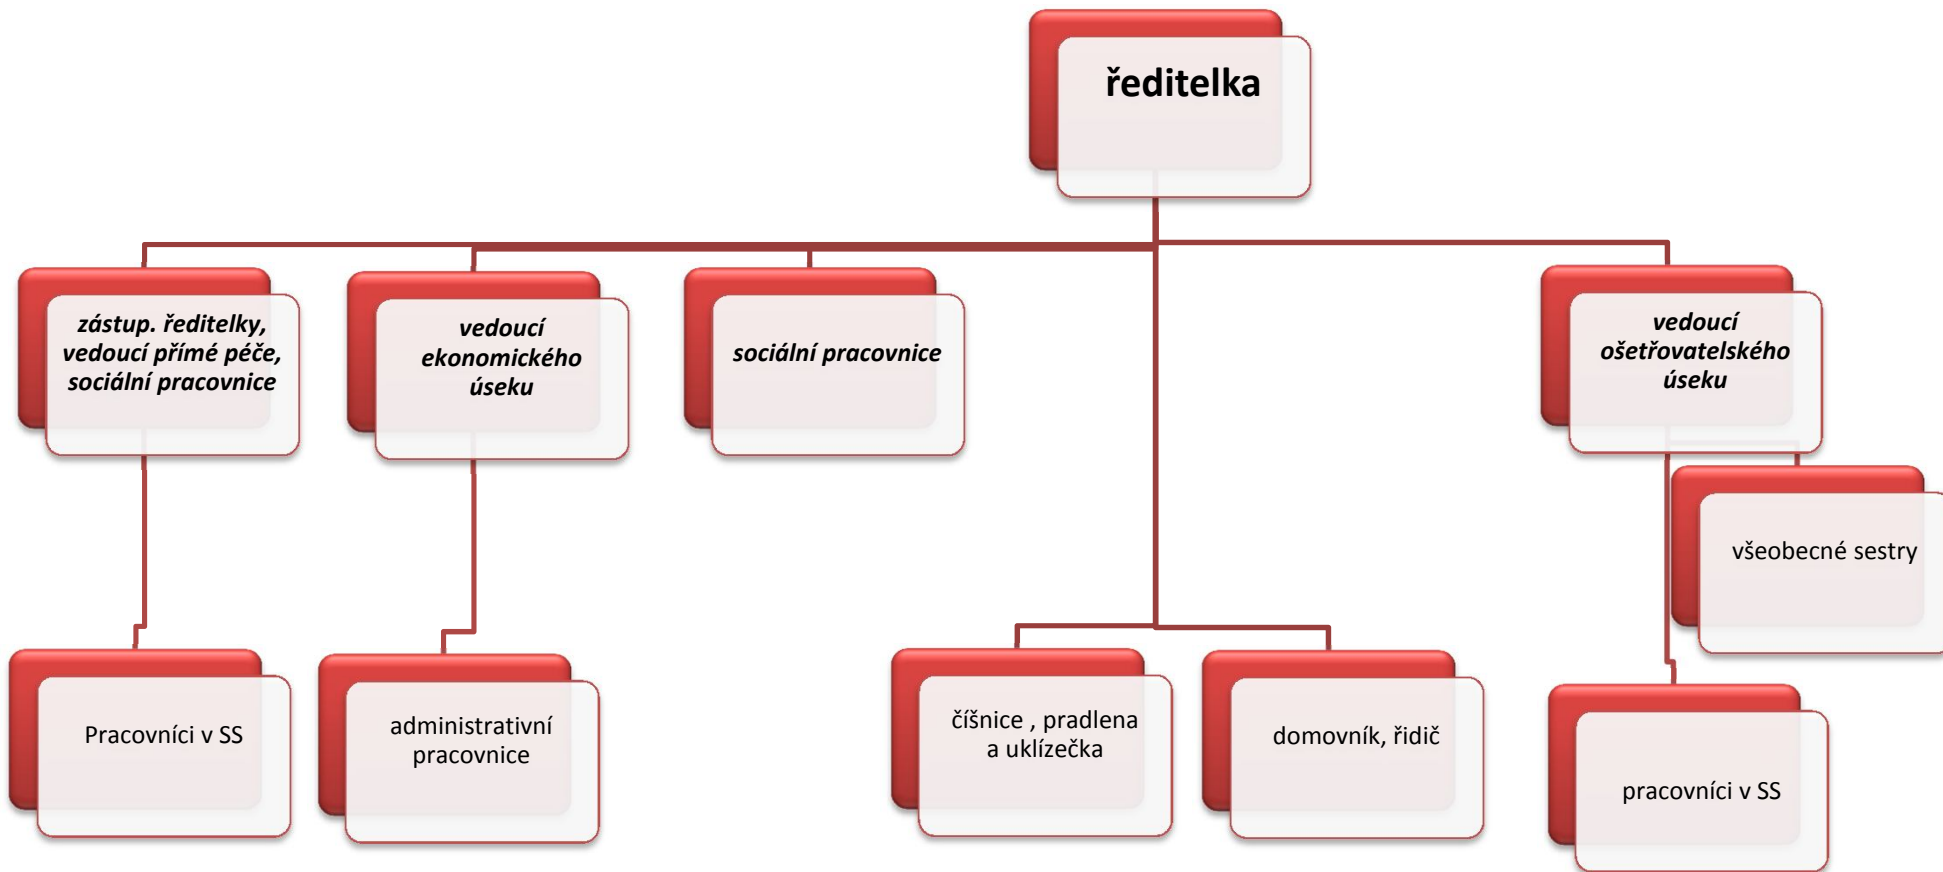 ředitelka
zástup. ředitelky,
vedoucí přímé péče,
sociální pracovnice
vedoucí
ekonomického
úseku
sociální pracovnice
vedoucí
ošetřovatelského
úseku
všeobecné sestry
Pracovníci v SS
administrativní
pracovnice
číšnice , pradlena
a uklízečka
domovník, řidič
pracovníci v SS